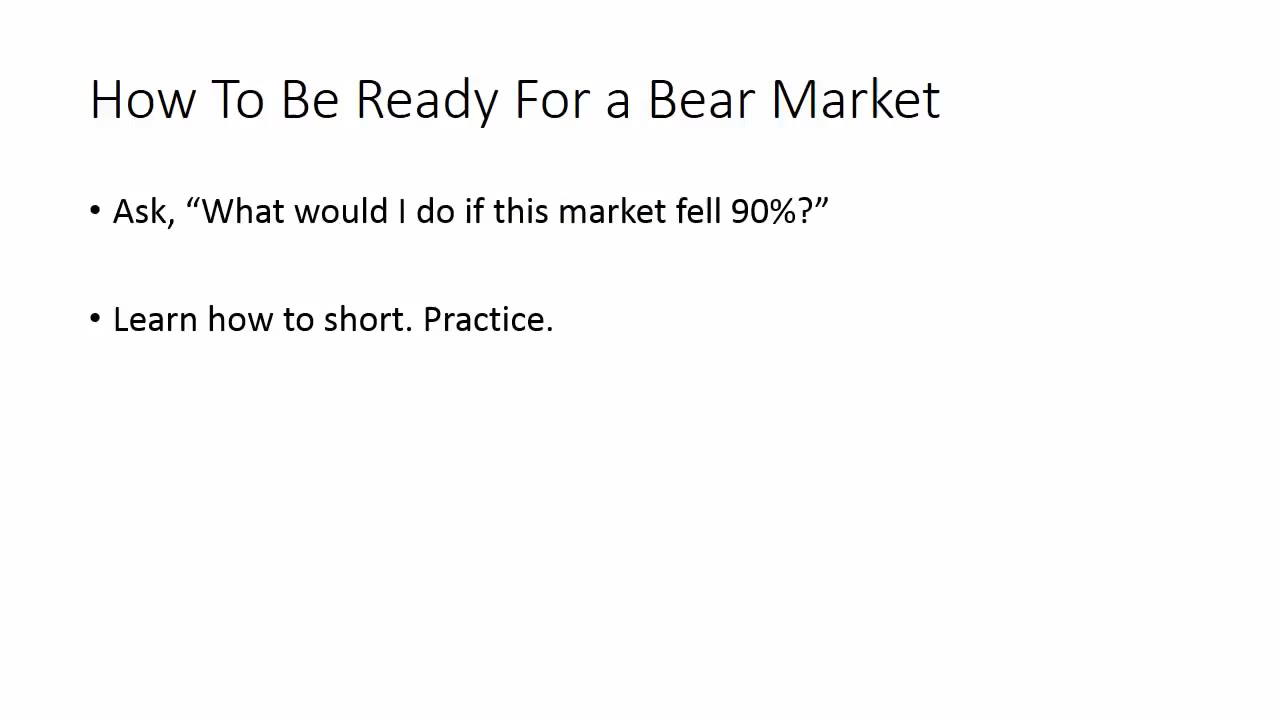 How To Be Ready For a Bear Market
• Ask, “What would I do if this market fell 90%?”
• Learn how to short. Practice.